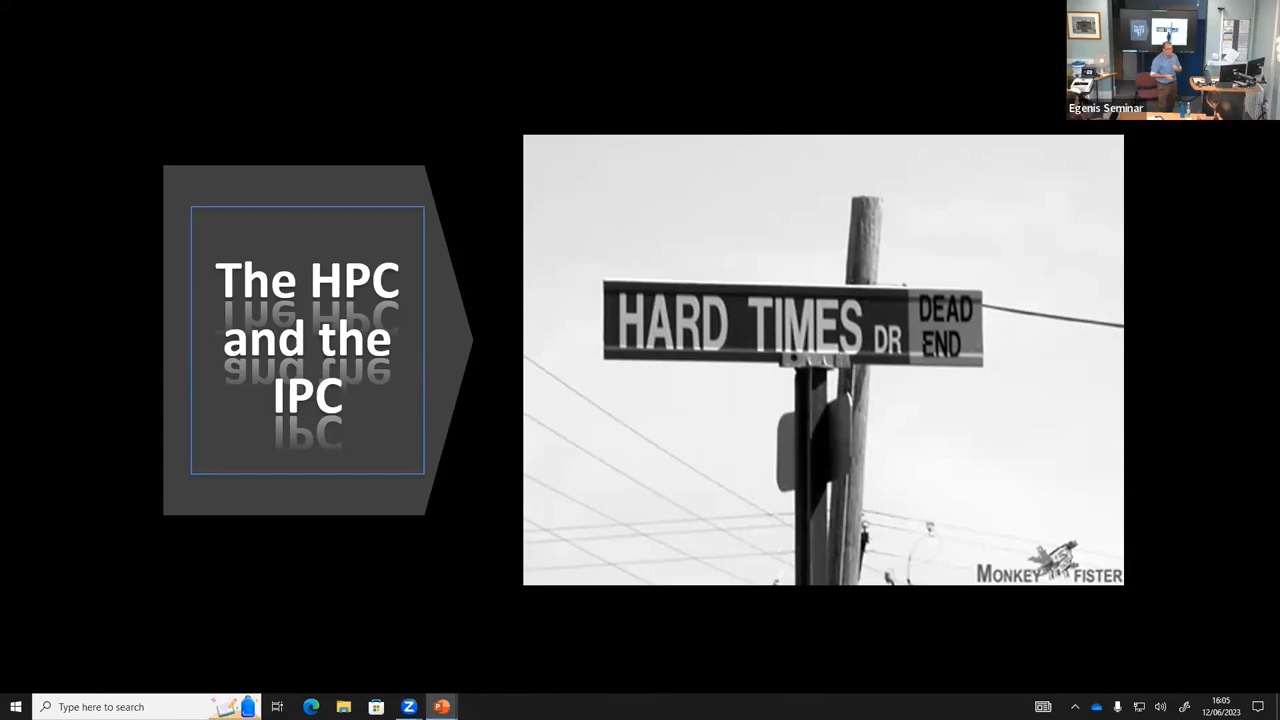 Egenis Seminar
The HPC
and the
IPC
HARD TIMES DR DEAD
END
MONKEY FISTER
Type here to search
16:05
12/06/2023